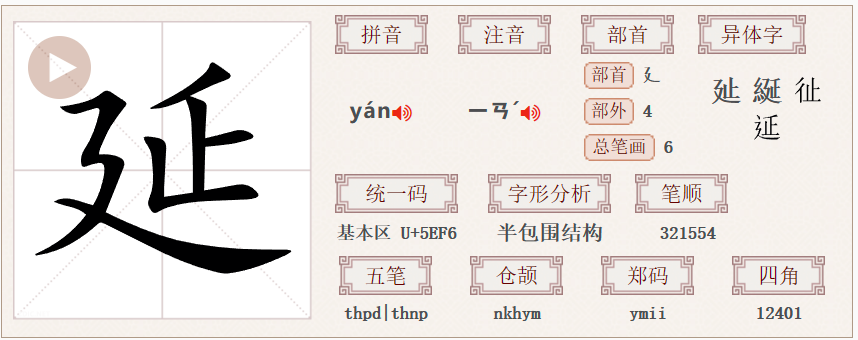 延
拼音 注音 部首 异体字
yán ㄧㄢˊ
部首 廴
部外 4
总笔画 6
延 綖 征
䢭
统一码 字形分析 笔顺
基本区 U+5EF6 半包围结构 321554
五笔 仓颉 郑码 四角
thpd|thnp nkhym ymii 12401